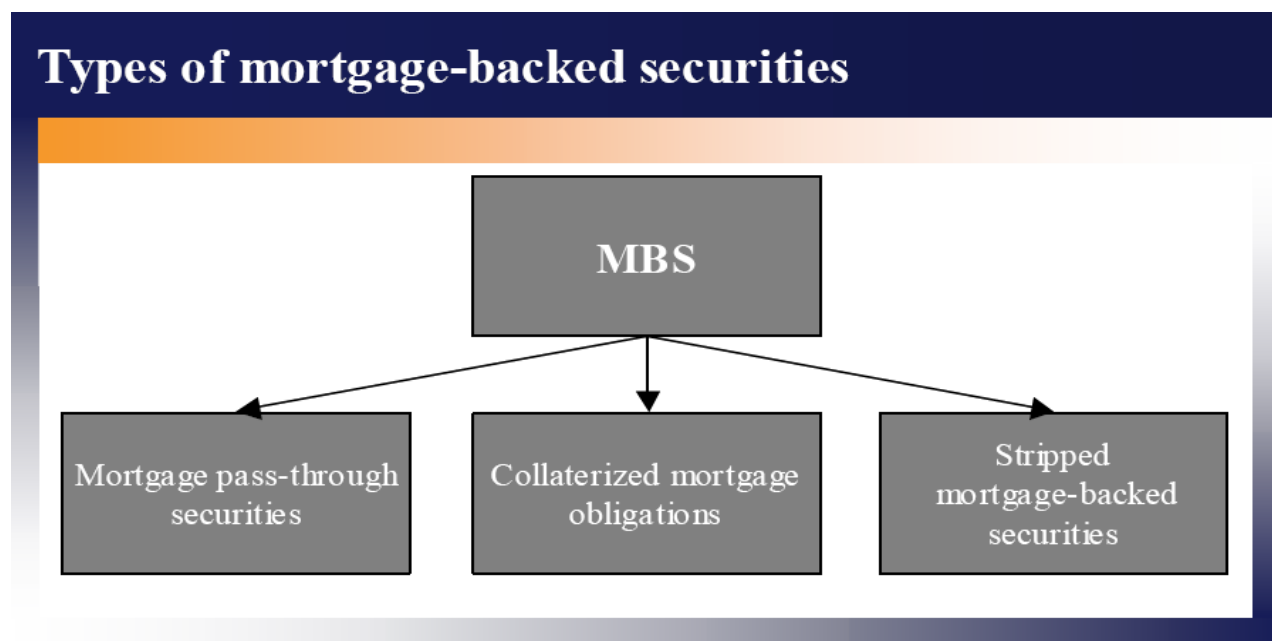 Types of mortgage-backed securities
MBS
Mortgage pass-through
securities
Collaterized mortgage
obligations
Stripped
mortgage-backed
securities